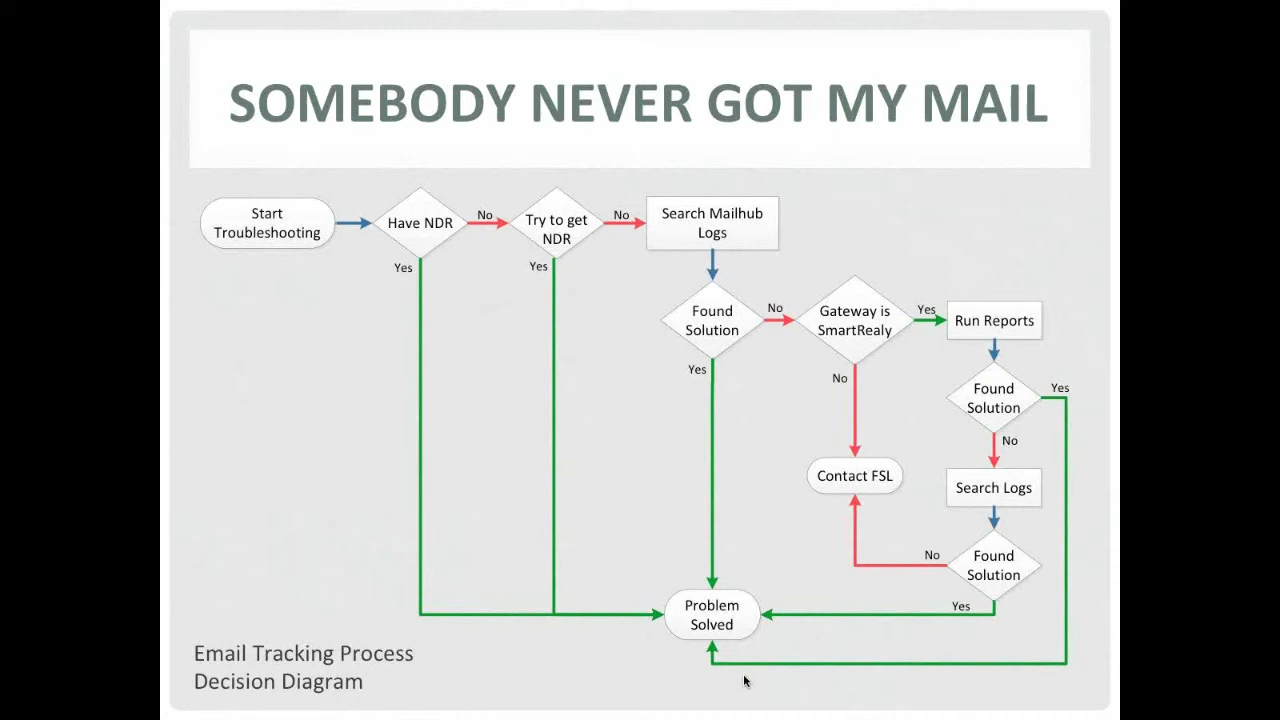 SOMEBODY NEVER GOT MY MAIL
Start
Troubleshooting
Have NDR
No
Try to get
NDR
No
Search Mailhub
Logs
Yes
Yes
Found
Solution
No
Gateway is
SmartRealy
Yes
Run Reports
Yes
No
Found
Solution
Yes
No
Contact FSL
Search Logs
No
Found
Solution
Yes
Problem
Solved
Email Tracking Process
Decision Diagram